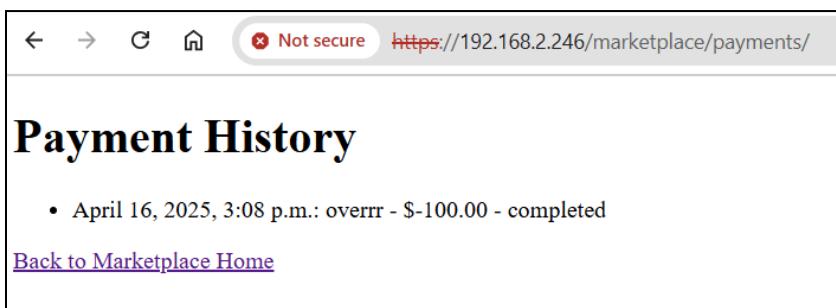 Not secure https://192.168.2.246/marketplace/payments/
Payment History
• April 16, 2025, 3:08 p.m.: overrr - $-100.00 - completed
Back to Marketplace Home